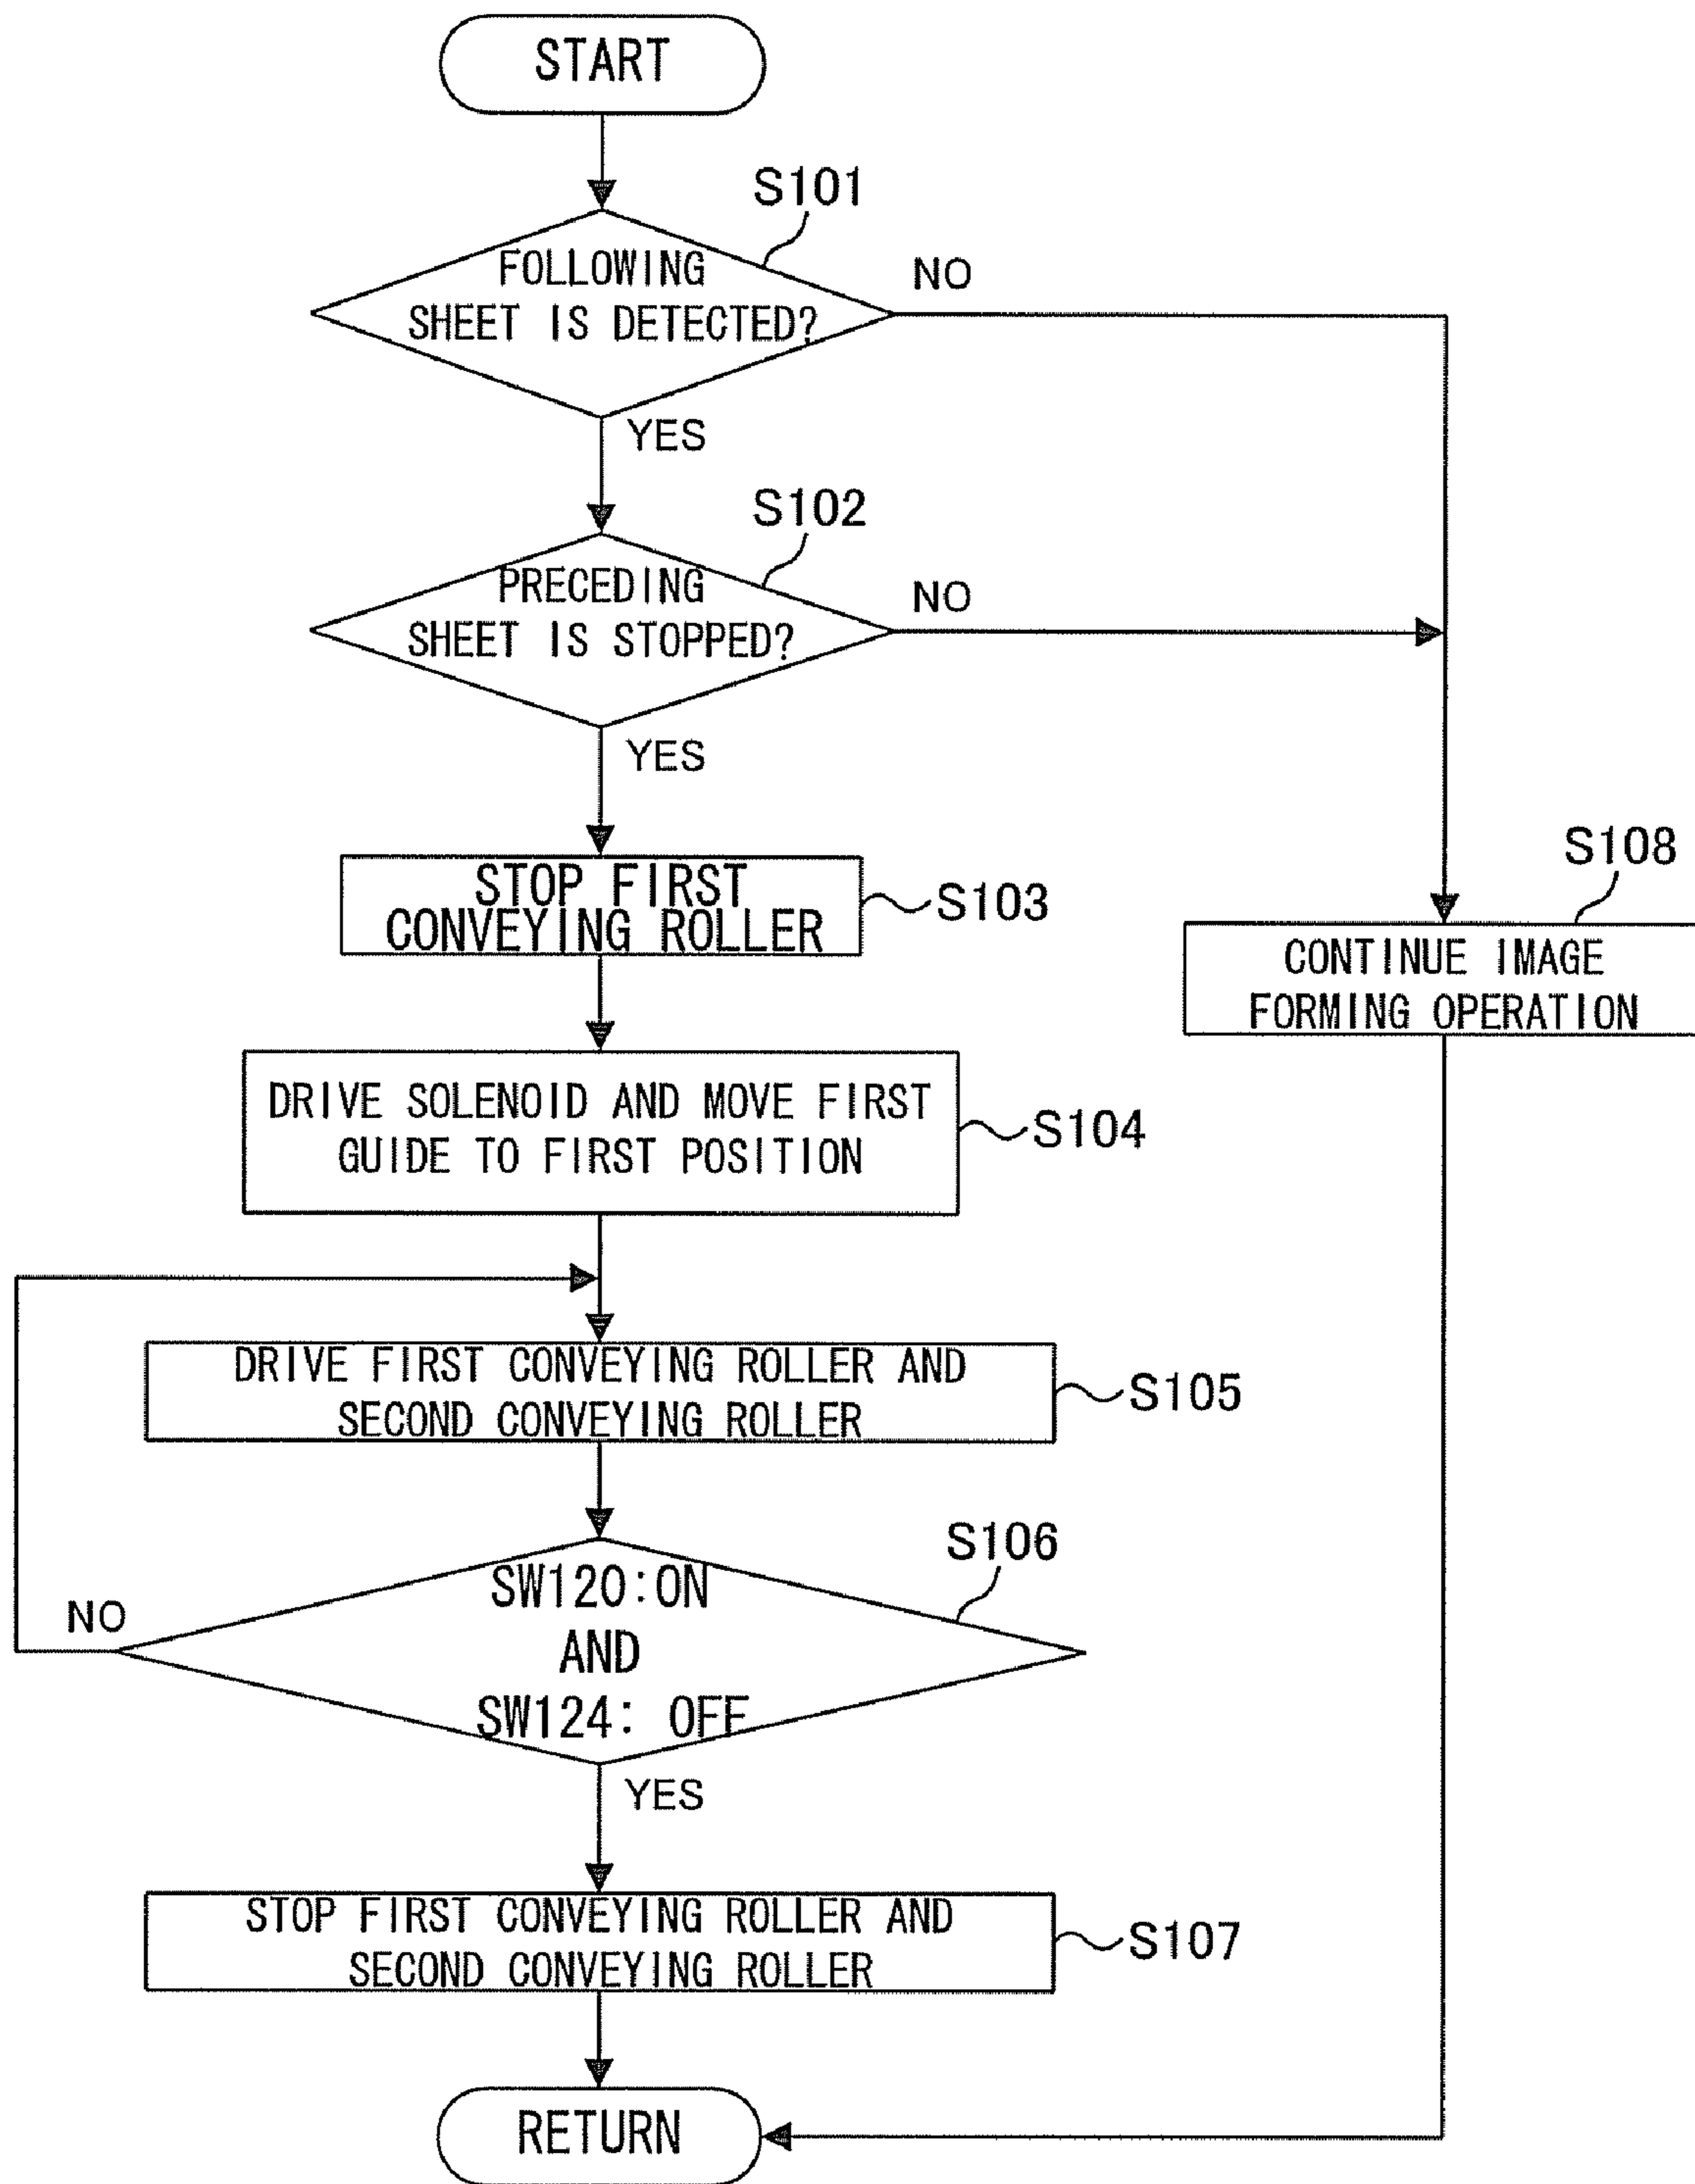 START
S101
FOLLOWING
SHEET IS DETECTED?
NO
YES
S102
PRECEDING
SHEET IS STOPPED?
NO
YES
STOP FIRST
CONVEYING ROLLER
S103
S108
CONTINUE IMAGE
FORMING OPERATION
DRIVE SOLENOID AND MOVE FIRST
GUIDE TO FIRST POSITION
S104
DRIVE FIRST CONVEYING ROLLER AND
SECOND CONVEYING ROLLER
S105
S106
SW120:ON
AND
SW124: OFF
NO
YES
STOP FIRST CONVEYING ROLLER AND
SECOND CONVEYING ROLLER
S107
RETURN